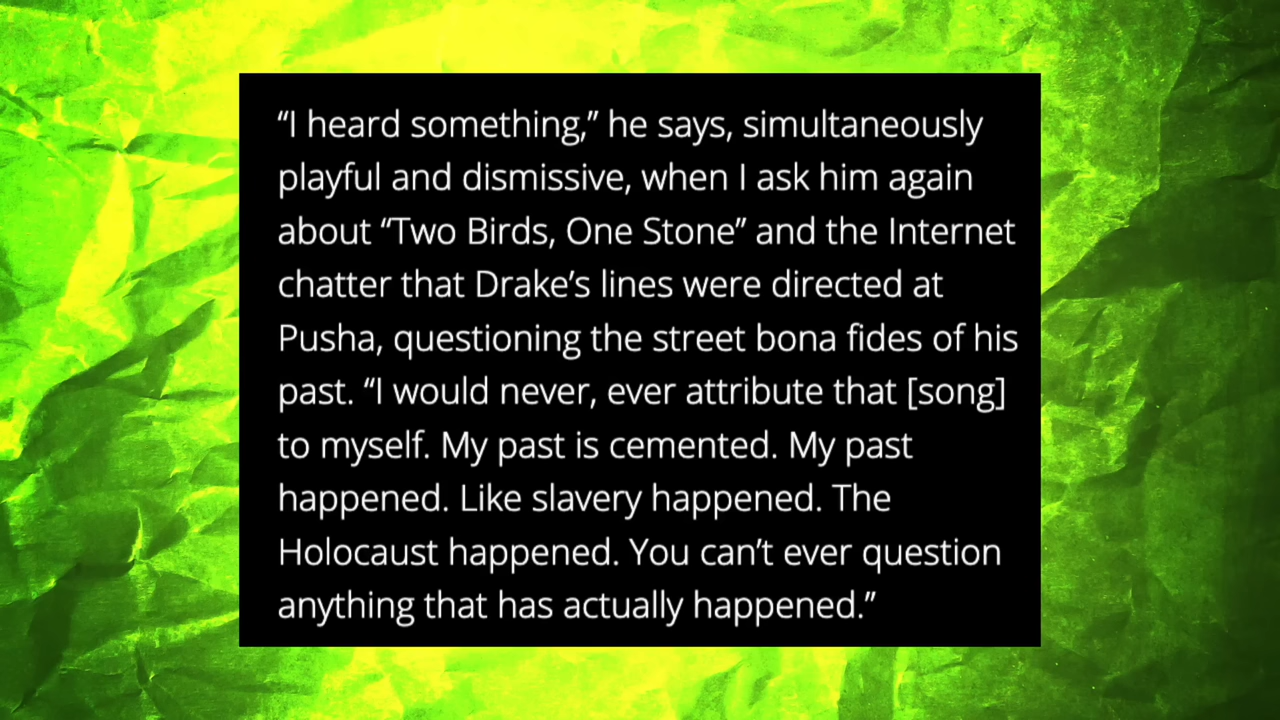 “I heard something,” he says, simultaneously
playful and dismissive, when I ask him again
about “Two Birds, One Stone” and the Internet
chatter that Drake’s lines were directed at
Pusha, questioning the street bona fides of his
past. “I would never, ever attribute that [song]
to myself. My past is cemented. My past
happened. Like slavery happened. The
Holocaust happened. You can’t ever question
anything that has actually happened.”